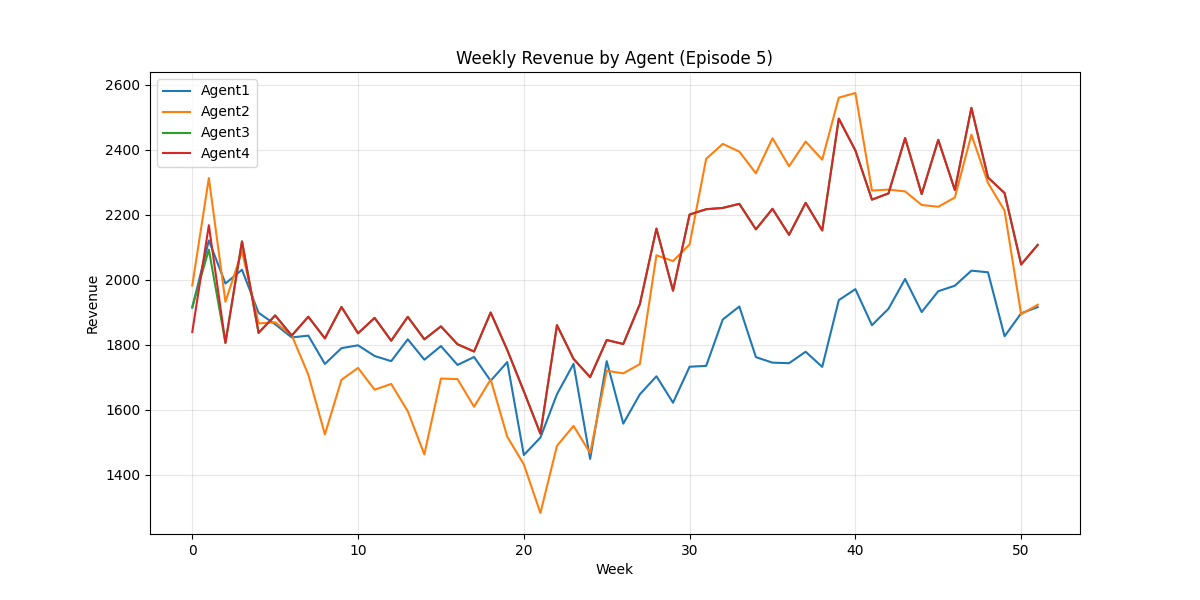 Weekly Revenue by Agent (Episode 5)
Agent1
Agent2
Agent3
Agent4
2600
2400
2200
2000
1800
1600
1400
Revenue
0 10 20 30 40 50
Week